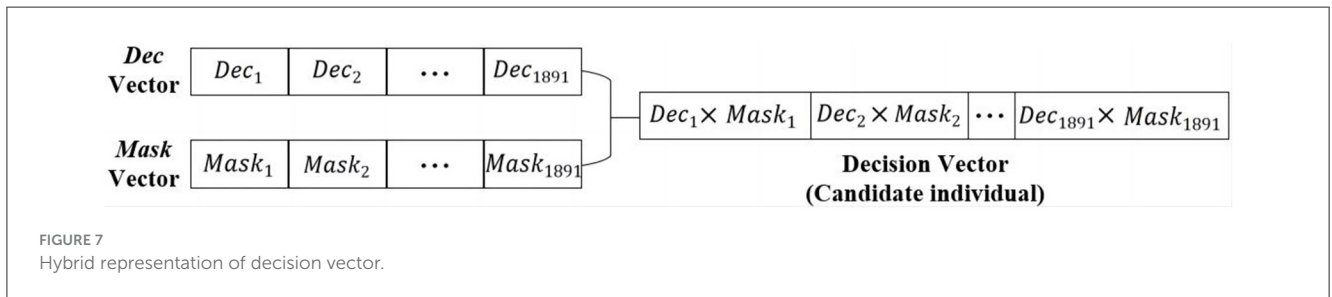 Dec Vector
Dec₁ Dec₂ ... Dec₁₈₉₁
Mask Vector
Mask₁ Mask₂ ... Mask₁₈₉₁
Dec₁ × Mask₁ Dec₂ × Mask₂ ... Dec₁₈₉₁ × Mask₁₈₉₁
Decision Vector
(Candidate individual)
FIGURE 7
Hybrid representation of decision vector.